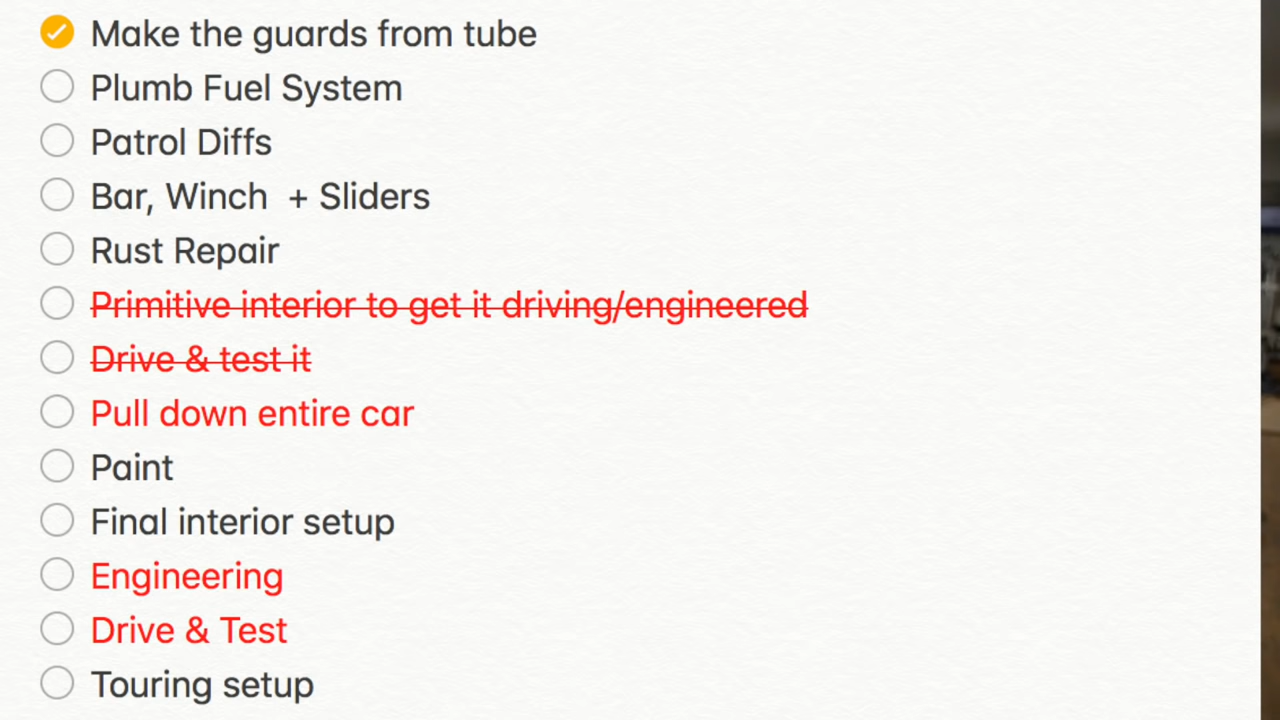 Make the guards from tube
Plumb Fuel System
Patrol Diffs
Bar, Winch  + Sliders
Rust Repair
Primitive interior to get it driving/engineered
Drive & test it
Pull down entire car
Paint
Final interior setup
Engineering
Drive & Test
Touring setup